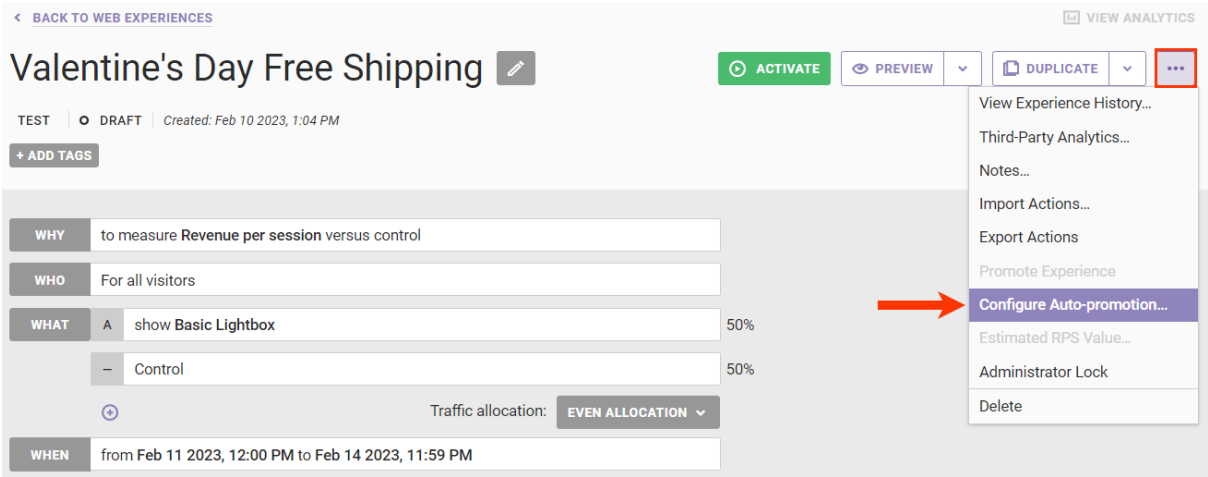 BACK TO WEB EXPERIENCES
VIEW ANALYTICS
Valentine's Day Free Shipping
ACTIVATE
PREVIEW
DUPLICATE
TEST
DRAFT
Created: Feb 10 2023, 1:04 PM
+ ADD TAGS
View Experience History...
Third-Party Analytics...
Notes...
Import Actions...
Export Actions
Promote Experience
Configure Auto-promotion...
Estimated RPS Value...
Administrator Lock
Delete
WHY to measure Revenue per session versus control
WHO For all visitors
WHAT A show Basic Lightbox 50%
– Control 50%
Traffic allocation: EVEN ALLOCATION
WHEN from Feb 11 2023, 12:00 PM to Feb 14 2023, 11:59 PM